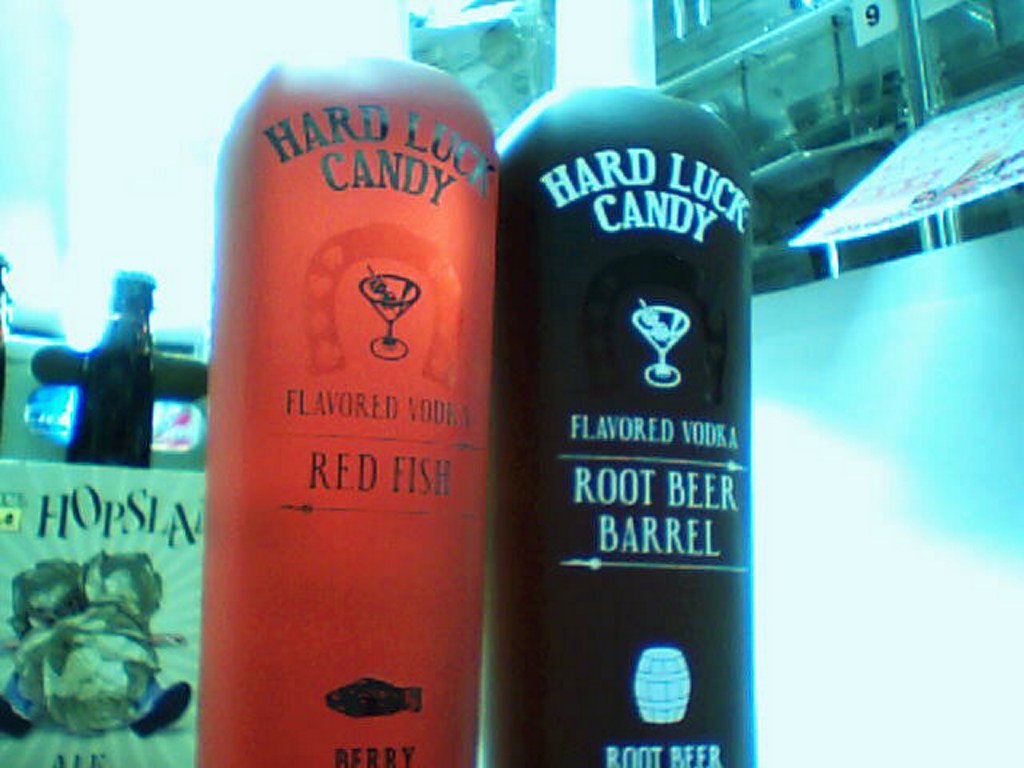 HARD LUCK
CANDY
FLAVORED VODKA
RED FISH
BERRY
HARD LUCK
CANDY
FLAVORED VODKA
ROOT BEER
BARREL
ROOT BEER
9
ALE